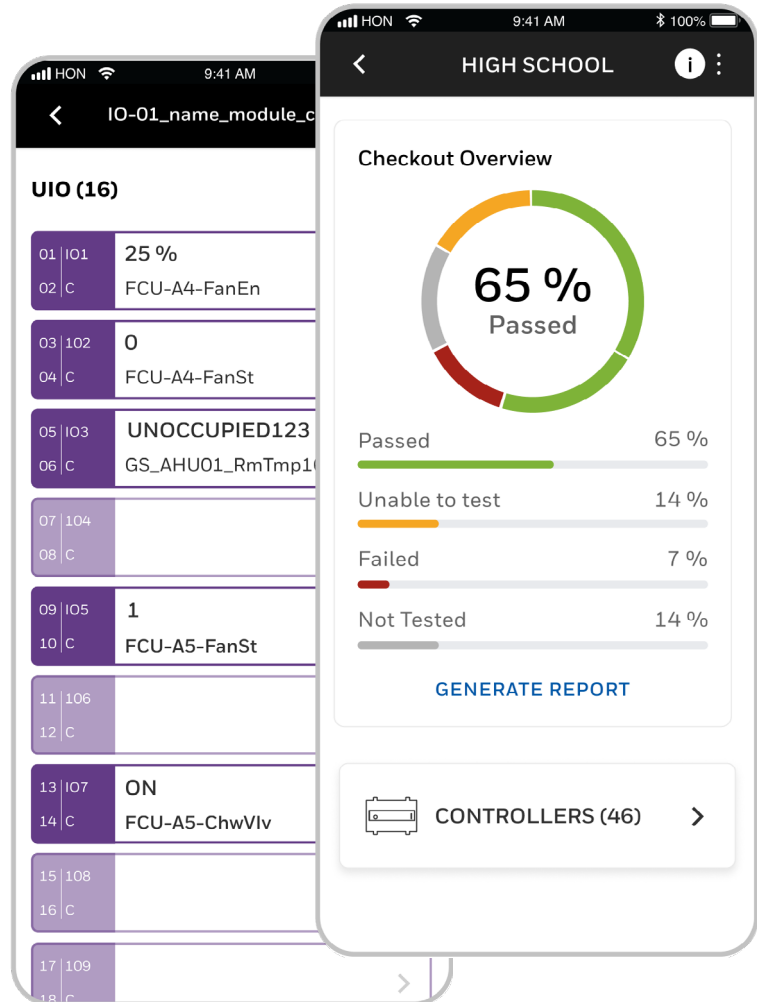 HON 9:41 AM
IO-01_name_module_c
UIO (16)
01 IO1 25 %
02 C FCU-A4-FanEn
03 102 0
04 C FCU-A4-FanSt
05 IO3 UNOCCUPIED123
06 C GS_AHU01_RmTmp1
07 104
08 C
09 IO5 1
10 C FCU-A5-FanSt
11 106
12 C
13 IO7 ON
14 C FCU-A5-ChwVlv
15 108
16 C
17 109
18 C
HON 9:41 AM 100%
HIGH SCHOOL i
Checkout Overview
65 %
Passed
Passed 65 %
Unable to test 14 %
Failed 7 %
Not Tested 14 %
GENERATE REPORT
CONTROLLERS (46)